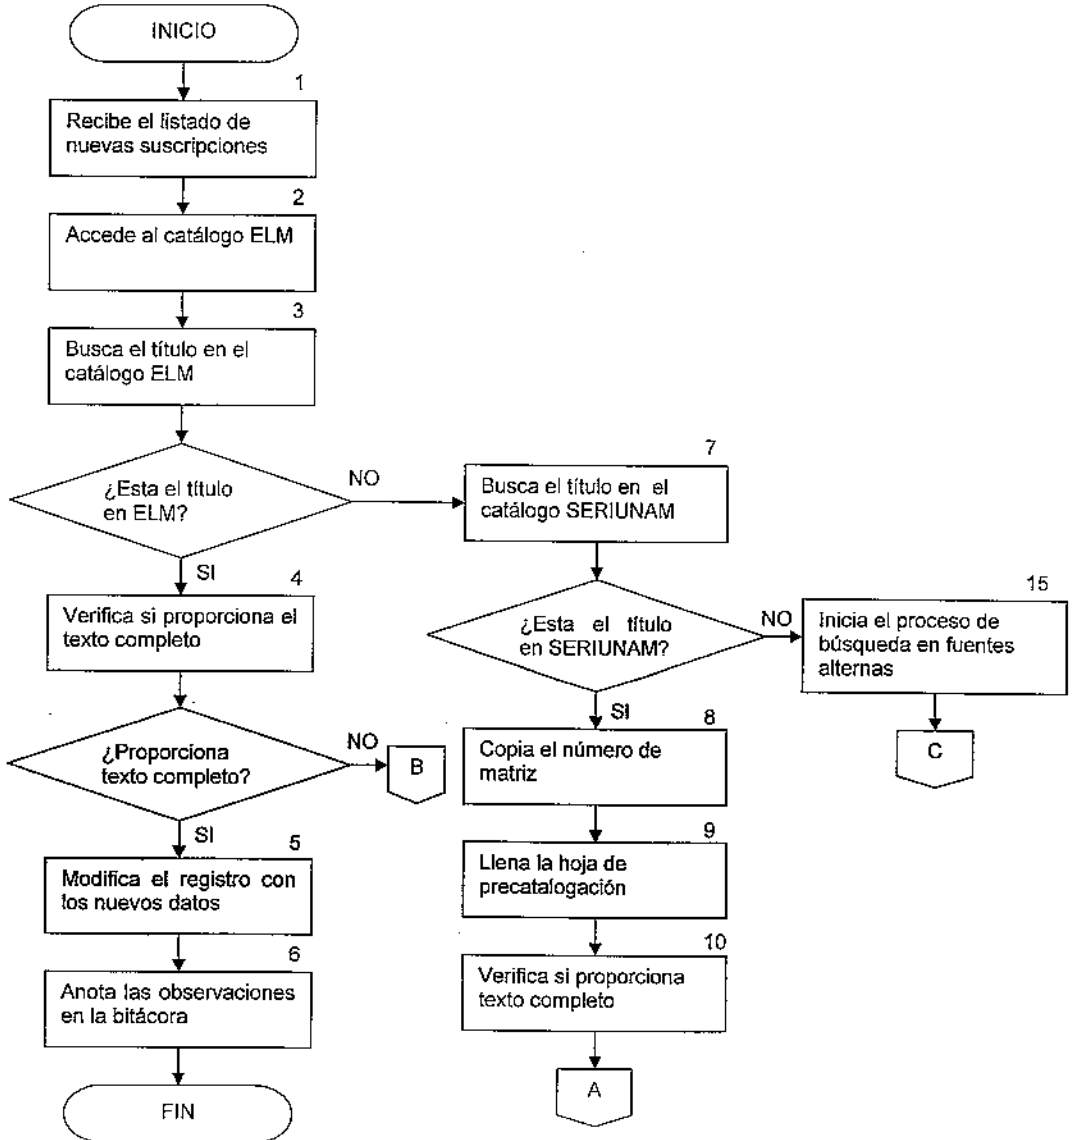 INICIO
1
Recibe el listado de
nuevas suscripciones
2
Accede al catálogo ELM
3
Busca el título en el
catálogo ELM
¿Esta el título
en ELM?
NO
SI
7
Busca el título en el
catálogo SERIUNAM
4
Verifica si proporciona el
texto completo
¿Esta el título
en SERIUNAM?
NO
SI
15
Inicia el proceso de
búsqueda en fuentes
alternas
C
¿Proporciona
texto completo?
NO
B
SI
8
Copia el número de
matriz
5
Modifica el registro con
los nuevos datos
9
Llena la hoja de
precatalogación
6
Anota las observaciones
en la bitácora
10
Verifica si proporciona
texto completo
A
FIN